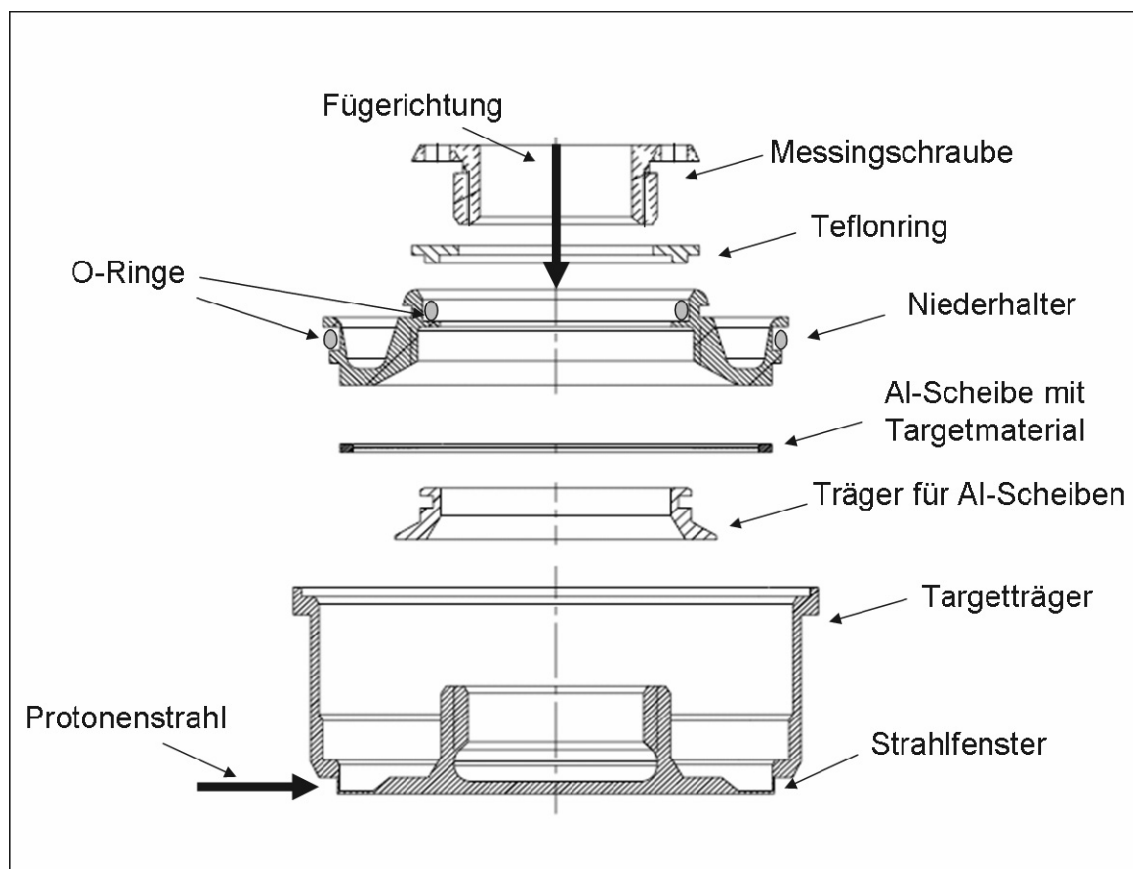 Fügerichtung
Messingschraube
Teflonring
O-Ringe
Niederhalter
Al-Scheibe mit
Targetmaterial
Träger für Al-Scheiben
Targetträger
Protonenstrahl
Strahlfenster